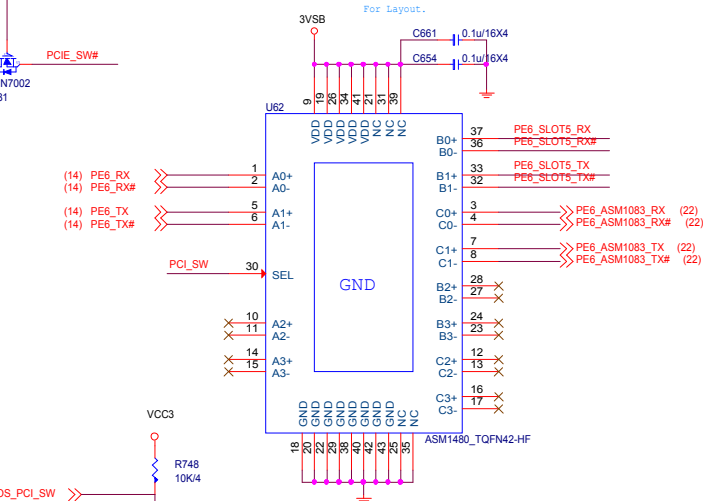 For Layout.
3VSB
C661 0.1u/16X4
C654 0.1u/16X4
PCIE_SW#
N7002
31
U62
9 19 26 34 41 21 31 39
VDD VDD VDD VDD VDD VDD NC NC NC
(14) PE6_RX 1 A0+
(14) PE6_RX# 2 A0-
(14) PE6_TX 5 A1+
(14) PE6_TX# 6 A1-
PCI_SW 30 SEL
10 A2+
11 A2-
14 A3+
15 A3-
GND
B0+ 37 PE6_SLOT5_RX
B0- 36 PE6_SLOT5_RX#
B1+ 33 PE6_SLOT5_TX
B1- 32 PE6_SLOT5_TX#
C0+ 3 PE6_ASM1083_RX (22)
C0- 4 PE6_ASM1083_RX# (22)
C1+ 7 PE6_ASM1083_TX (22)
C1- 8 PE6_ASM1083_TX# (22)
B2+ 28
B2- 27
B3+ 24
B3- 23
C2+ 12
C2- 13
C3+ 16
C3- 17
GND GND GND GND GND GND GND GND NC NC
18 20 22 29 38 40 42 43 25 35
ASM1480_TQFN42-HF
VCC3
R748
10K/4
OS_PCI_SW